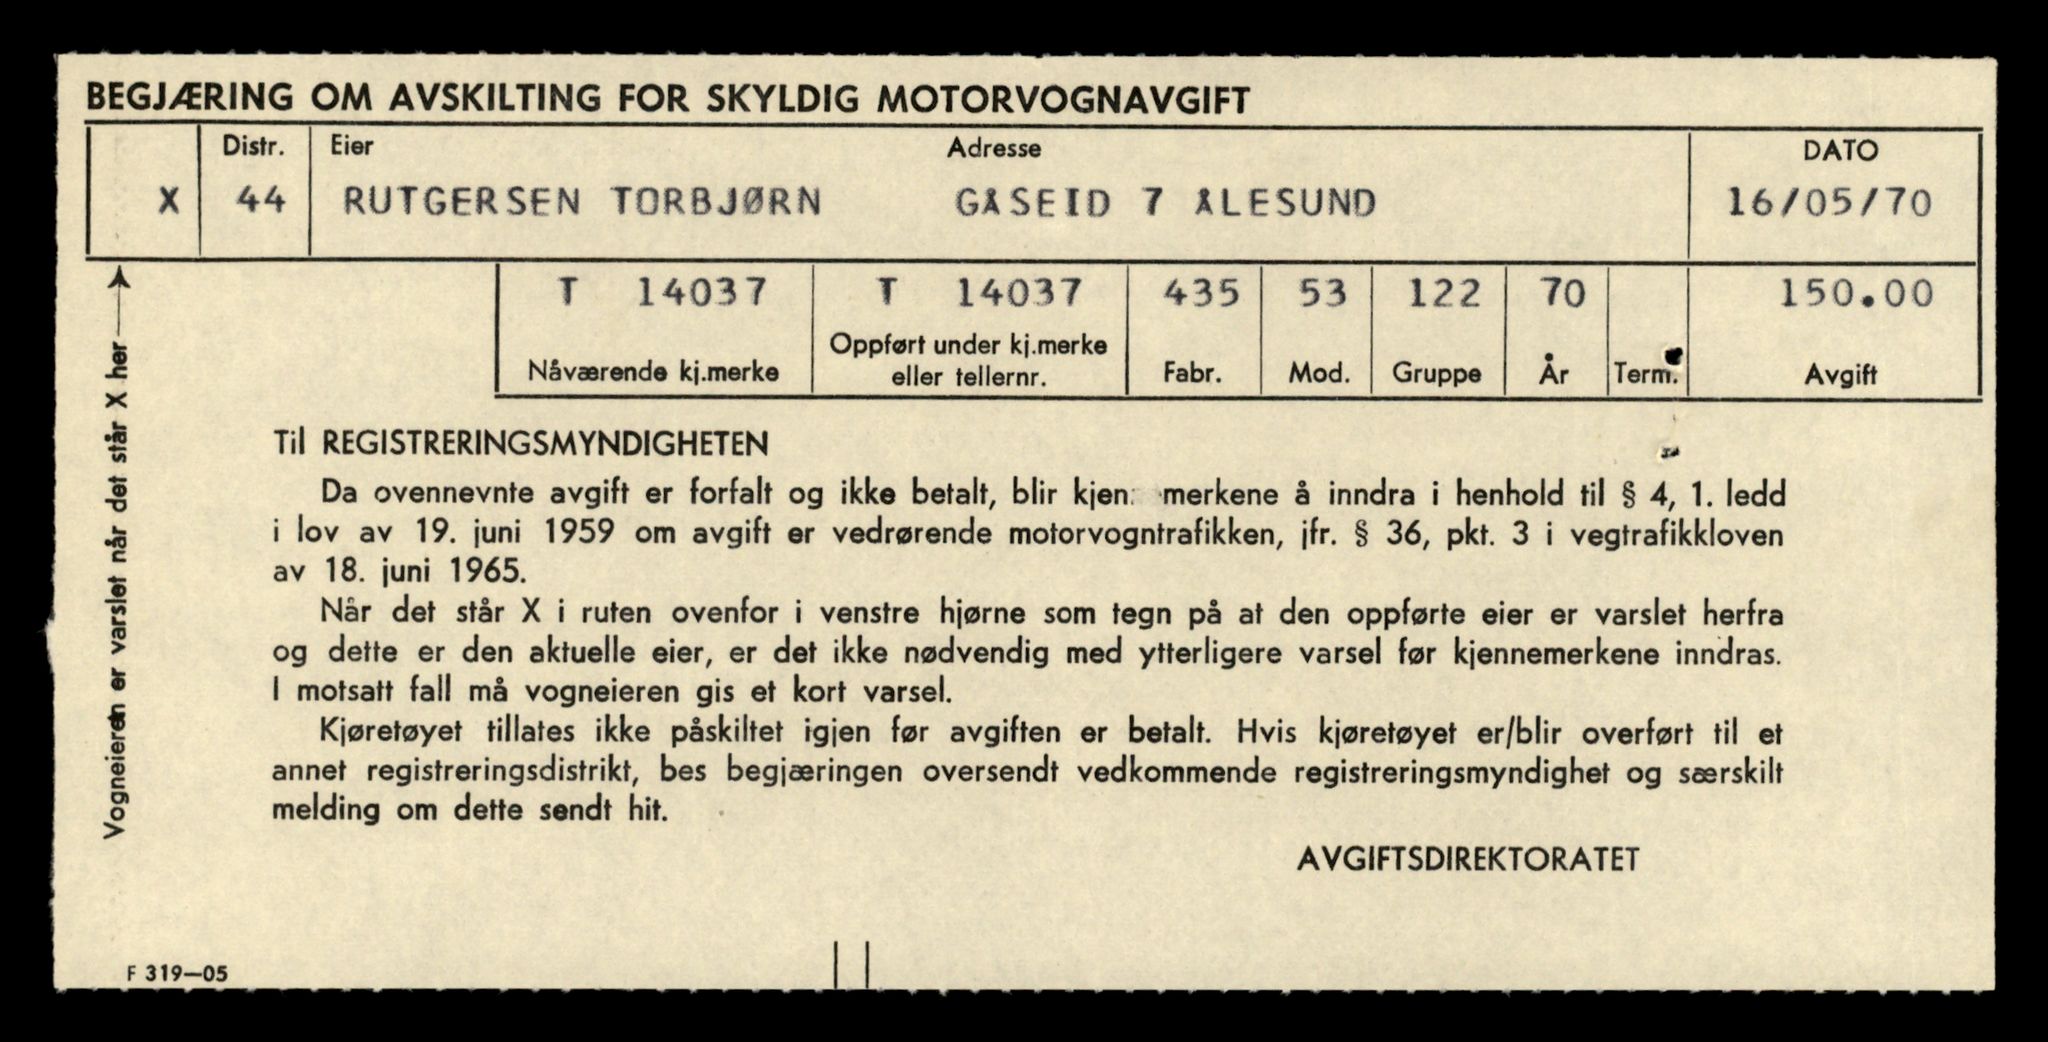 BEGJÆRING OM AVSKILTING FOR SKYLDIG MOTORVOGNAVGIFT
Distr. Eier Adresse DATO
X 44 RUTGERSEN TORBJØRN GÅSEID 7 ÅLESUND 16/05/70
T 14037 T 14037 435 53 122 70 150.00
Oppført under kj.merke
Nåværende kj.merke eller tellernr. Fabr. Mod. Gruppe År Term. Avgift
Vogneieren er varslet når det står X her
Til REGISTRERINGSMYNDIGHETEN
Da ovennevnte avgift er forfalt og ikke betalt, blir kjen merkene å inndra i henhold til § 4, 1. ledd
i lov av 19. juni 1959 om avgift er vedrørende motorvogntrafikken, jfr. § 36, pkt. 3 i vegtrafikkloven
av 18. juni 1965.
Når det står X i ruten ovenfor i venstre hjørne som tegn på at den oppførte eier er varslet herfra
og dette er den aktuelle eier, er det ikke nødvendig med ytterligere varsel før kjennemerkene inndras.
I motsatt fall må vogneieren gis et kort varsel.
Kjøretøyet tillates ikke påskiltet igjen før avgiften er betalt. Hvis kjøretøyet er/blir overført til et
annet registreringsdistrikt, bes begjæringen oversendt vedkommende registreringsmyndighet og særskilt
melding om dette sendt hit.
AVGIFTSDIREKTORATET
F 319—05